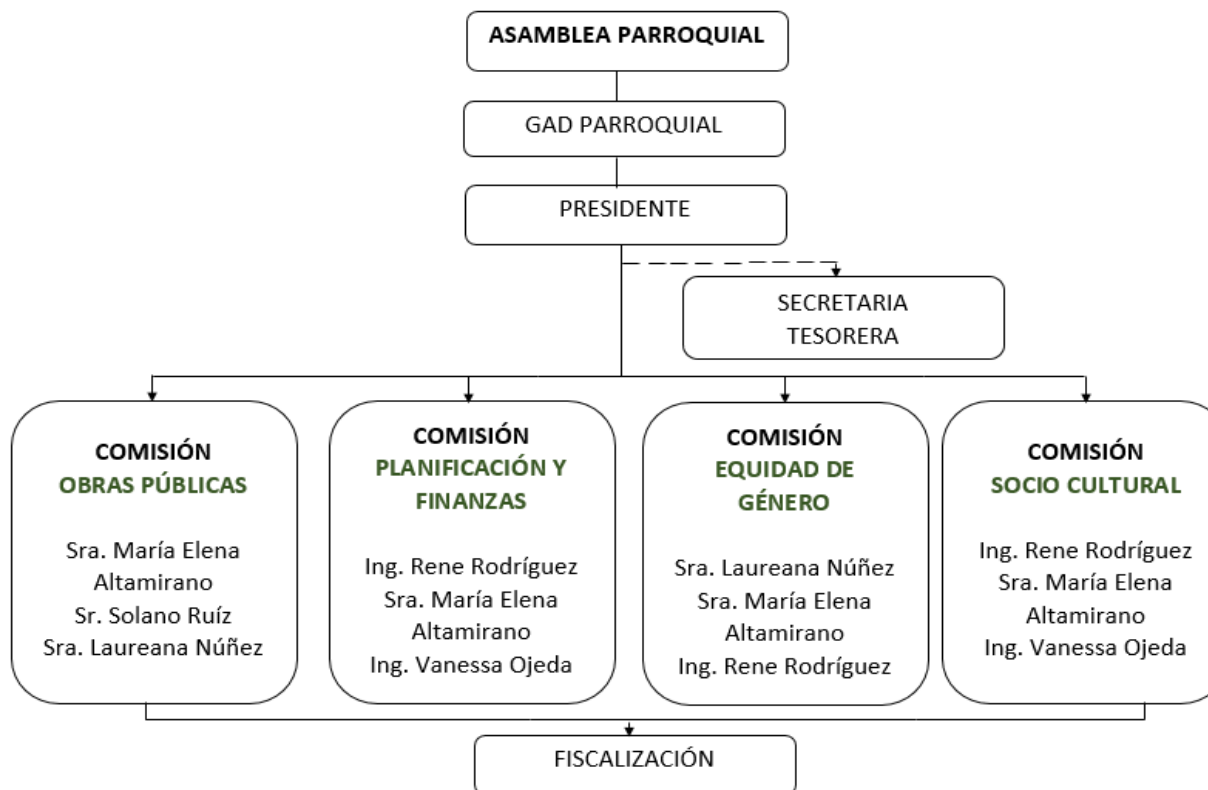 ASAMBLEA PARROQUIAL
GAD PARROQUIAL
PRESIDENTE
SECRETARIA
TESORERA
COMISIÓN
OBRAS PÚBLICAS
Sra. María Elena
Altamirano
Sr. Solano Ruíz
Sra. Laureana Núñez
COMISIÓN
PLANIFICACIÓN Y
FINANZAS
Ing. Rene Rodríguez
Sra. María Elena
Altamirano
Ing. Vanessa Ojeda
COMISIÓN
EQUIDAD DE
GÉNERO
Sra. Laureana Núñez
Sra. María Elena
Altamirano
Ing. Rene Rodríguez
COMISIÓN
SOCIO CULTURAL
Ing. Rene Rodríguez
Sra. María Elena
Altamirano
Ing. Vanessa Ojeda
FISCALIZACIÓN